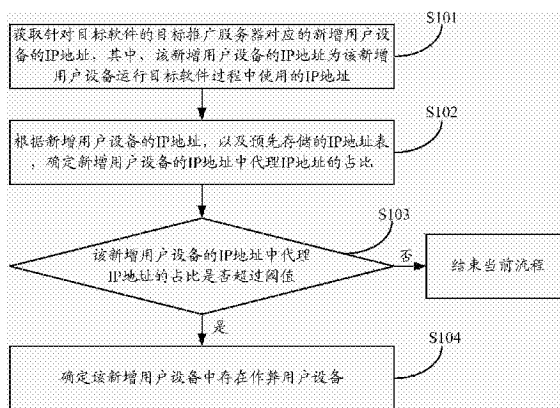 S101
获取针对目标软件的目标推广服务器对应的新增用户设
备的IP地址,其中,该新增用户设备的IP地址为该新增
用户设备运行目标软件过程中使用的IP地址
S102
根据新增用户设备的IP地址,以及预先存储的IP地址表
,确定新增用户设备的IP地址中代理IP地址的占比
S103
该新增用户设备的IP地址中代理
IP地址的占比是否超过阈值
否
结束当前流程
是
S104
确定该新增用户设备中存在作弊用户设备